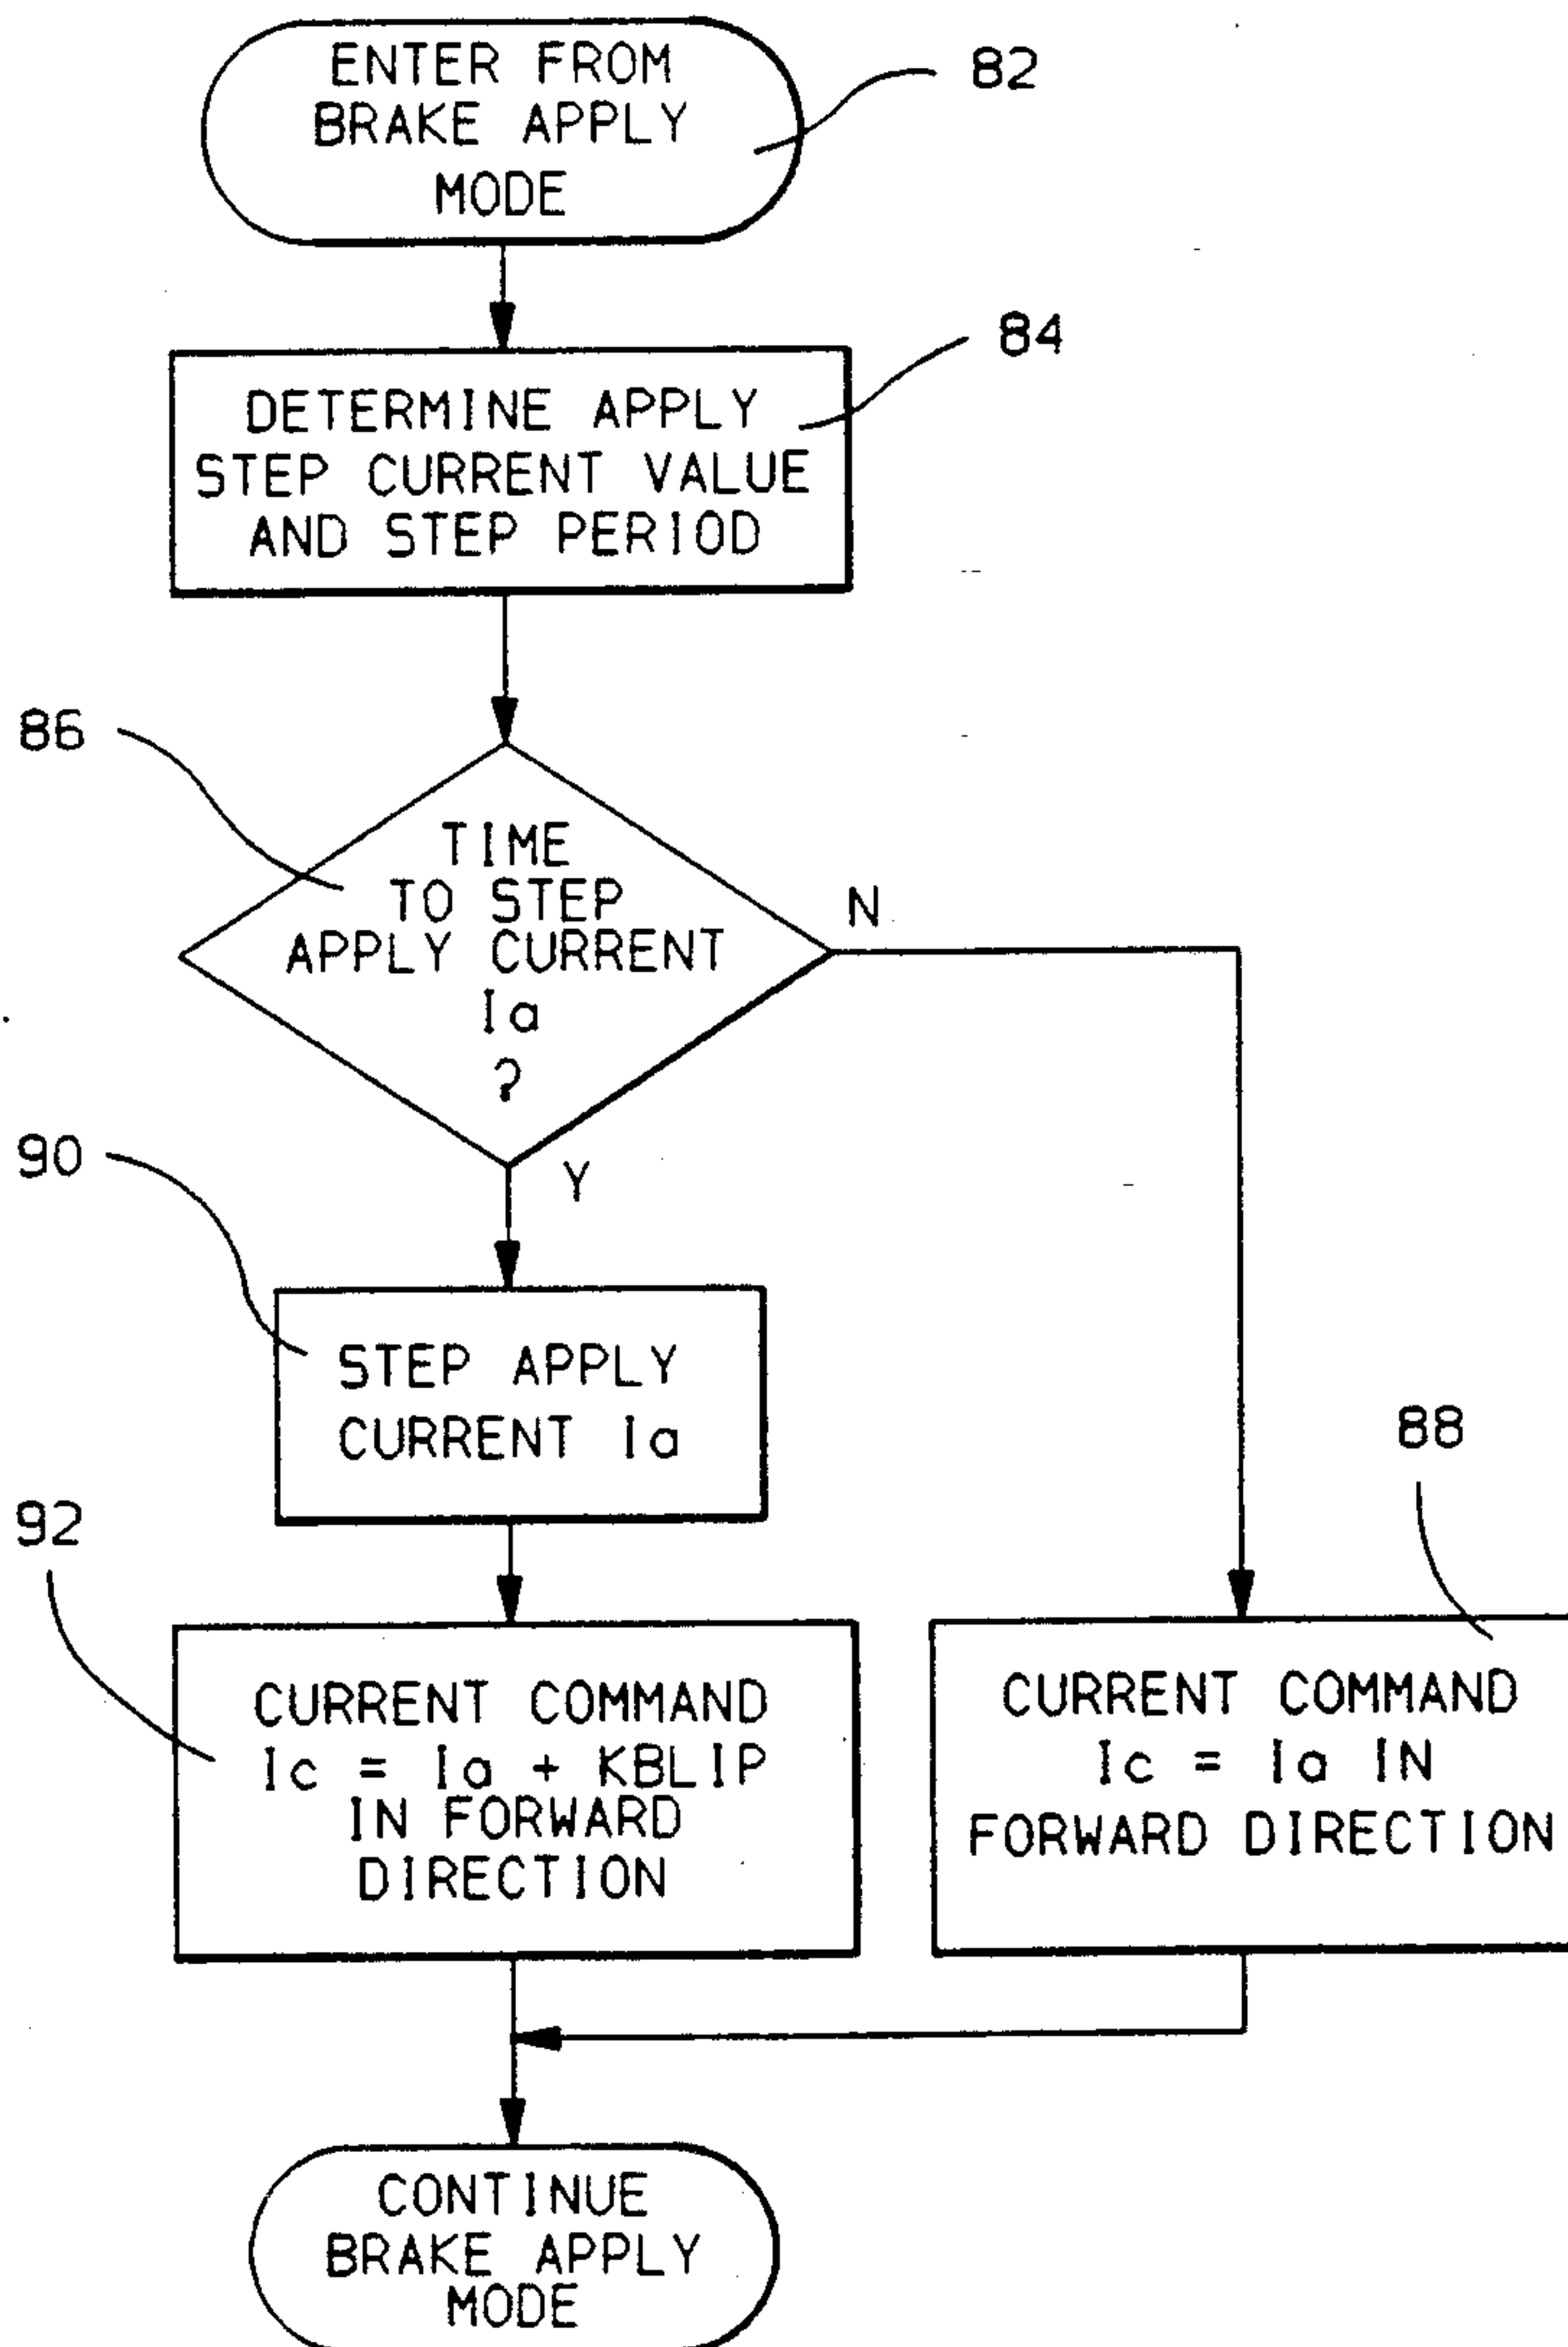 ENTER FROM
BRAKE APPLY
MODE
82
DETERMINE APPLY
STEP CURRENT VALUE
AND STEP PERIOD
84
86
TIME
TO STEP
APPLY CURRENT
Ia
?
N
Y
90
STEP APPLY
CURRENT Ia
92
CURRENT COMMAND
Ic = Ia + KBLIP
IN FORWARD
DIRECTION
88
CURRENT COMMAND
Ic = Ia IN
FORWARD DIRECTION
CONTINUE
BRAKE APPLY
MODE